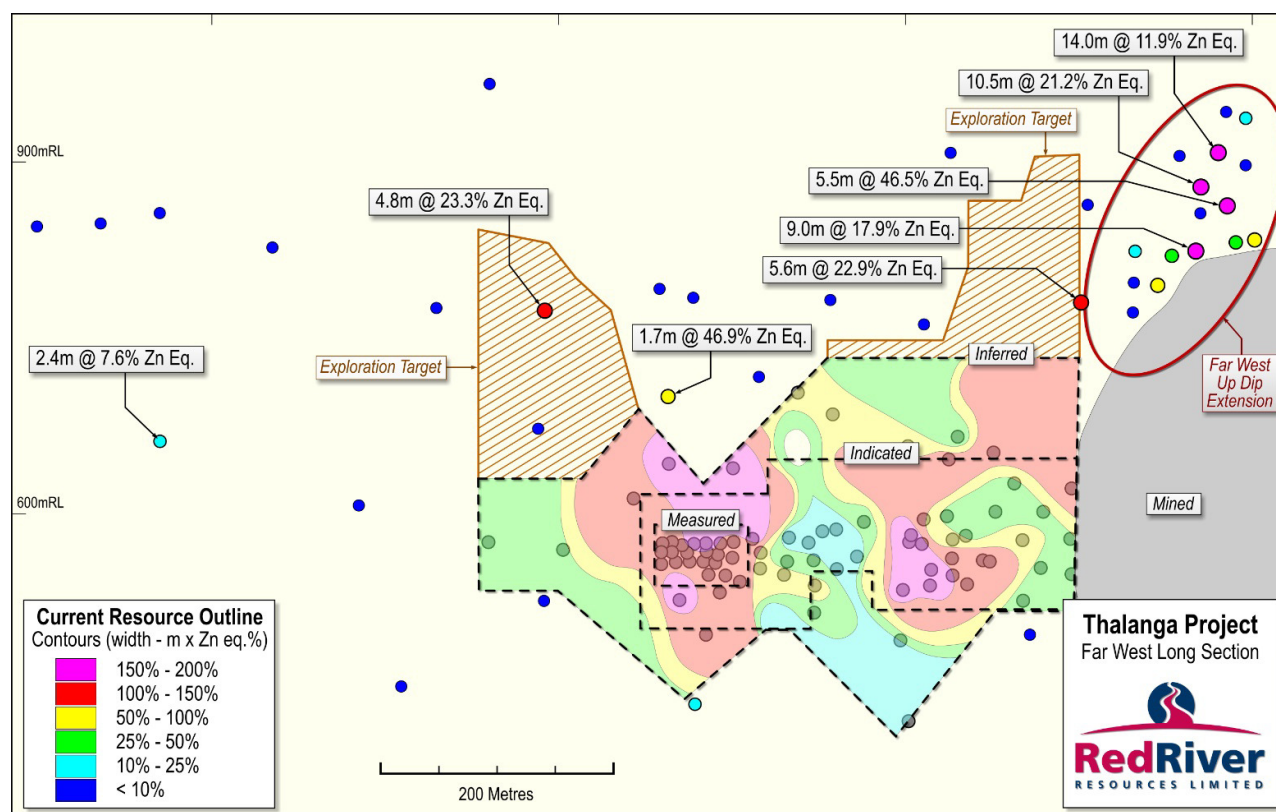 14.0m @ 11.9% Zn Eq.
10.5m @ 21.2% Zn Eq.
Exploration Target
900mRL
5.5m @ 46.5% Zn Eq.
4.8m @ 23.3% Zn Eq.
9.0m @ 17.9% Zn Eq.
5.6m @ 22.9% Zn Eq.
1.7m @ 46.9% Zn Eq.
2.4m @ 7.6% Zn Eq.
Exploration Target
Inferred
Far West
Up Dip
Extension
Indicated
600mRL
Measured
Mined
Current Resource Outline
Contours (width - m x Zn eq.%)
150% - 200%
100% - 150%
50% - 100%
25% - 50%
10% - 25%
< 10%
200 Metres
Thalanga Project
Far West Long Section
RedRiver
RESOURCES LIMITED